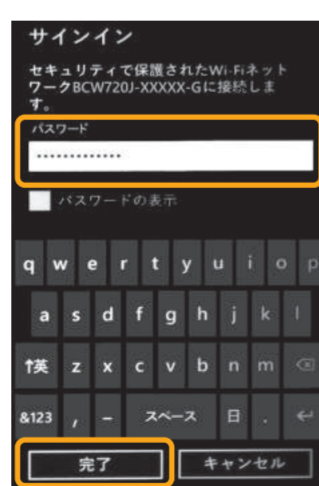 サインイン
セキュリティで保護されたWi-Fiネット
ワークBCW720J-XXXXX-Gに接続しま
す。
パスワード
•••••••••••••
パスワードの表示
q w e r t y u i o p
a s d f g h j k l
↑英 z x c v b n m
&123 , - スペース 日 .
完了 キャンセル